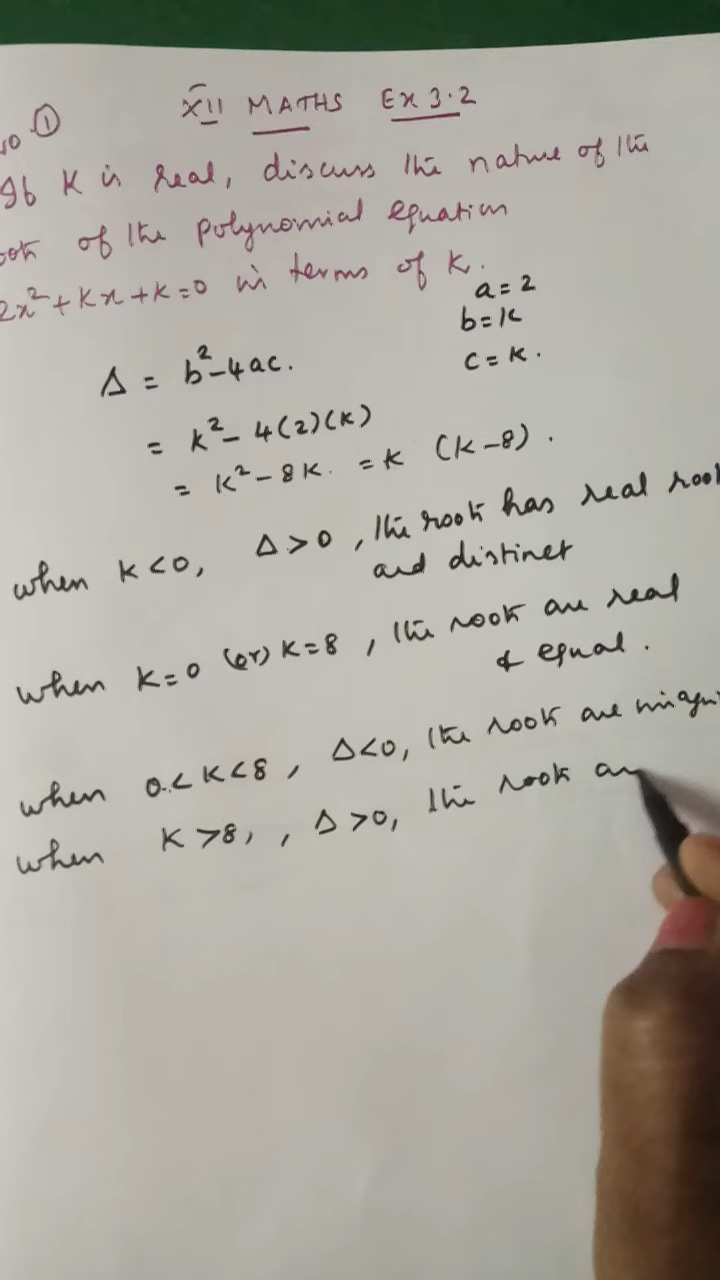 XII MATHS Ex 3.2
no ①
If K is real, discuss the nature of the
of the polynomial equation
2x²+Kx+K=0 in terms of K.
a=2
b=K
c=K.
Δ = b²-4ac.
= K²-4(2)(K)
= K²-8K. =K (K-8).
when K<0, Δ>0, the roots has real
and distinct
when K=0 (or) K=8, the roots are real
& equal.
when 0<K<8, Δ<0, the roots are
when K>8, , Δ>0, the roots